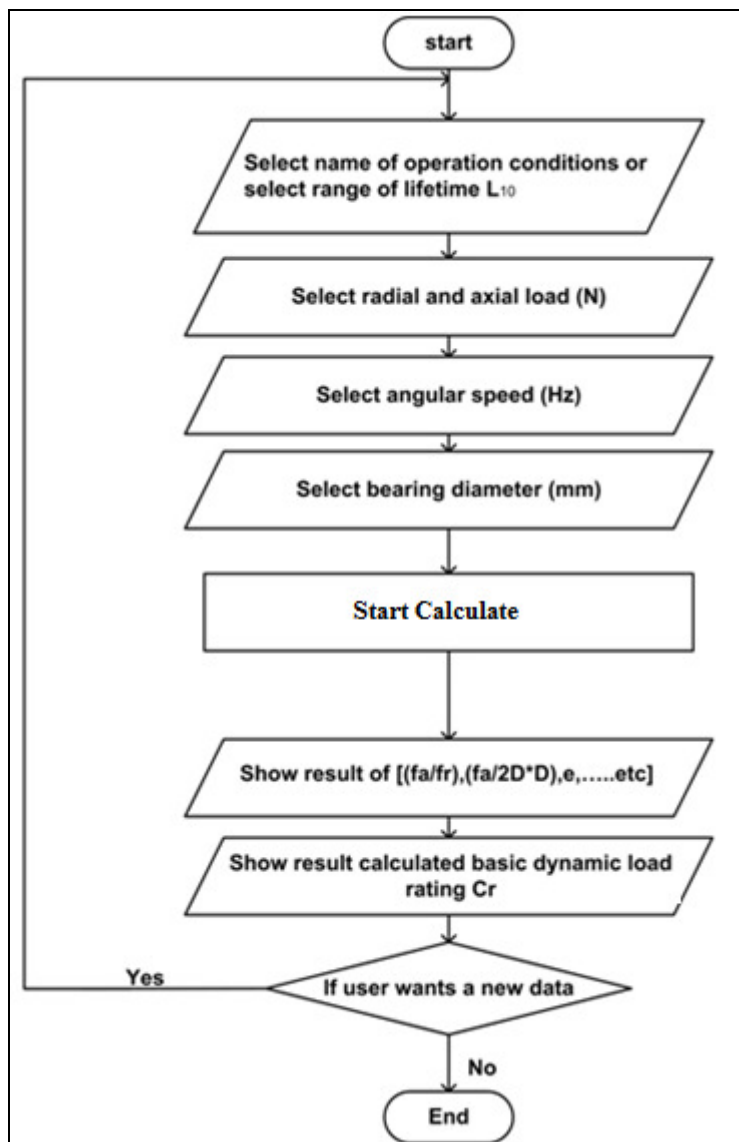 start
Select name of operation conditions or
select range of lifetime L₁₀
Select radial and axial load (N)
Select angular speed (Hz)
Select bearing diameter (mm)
Start Calculate
Show result of [(fa/fr),(fa/2D*D),e,.....etc]
Show result calculated basic dynamic load
rating Cr
Yes
If user wants a new data
No
End